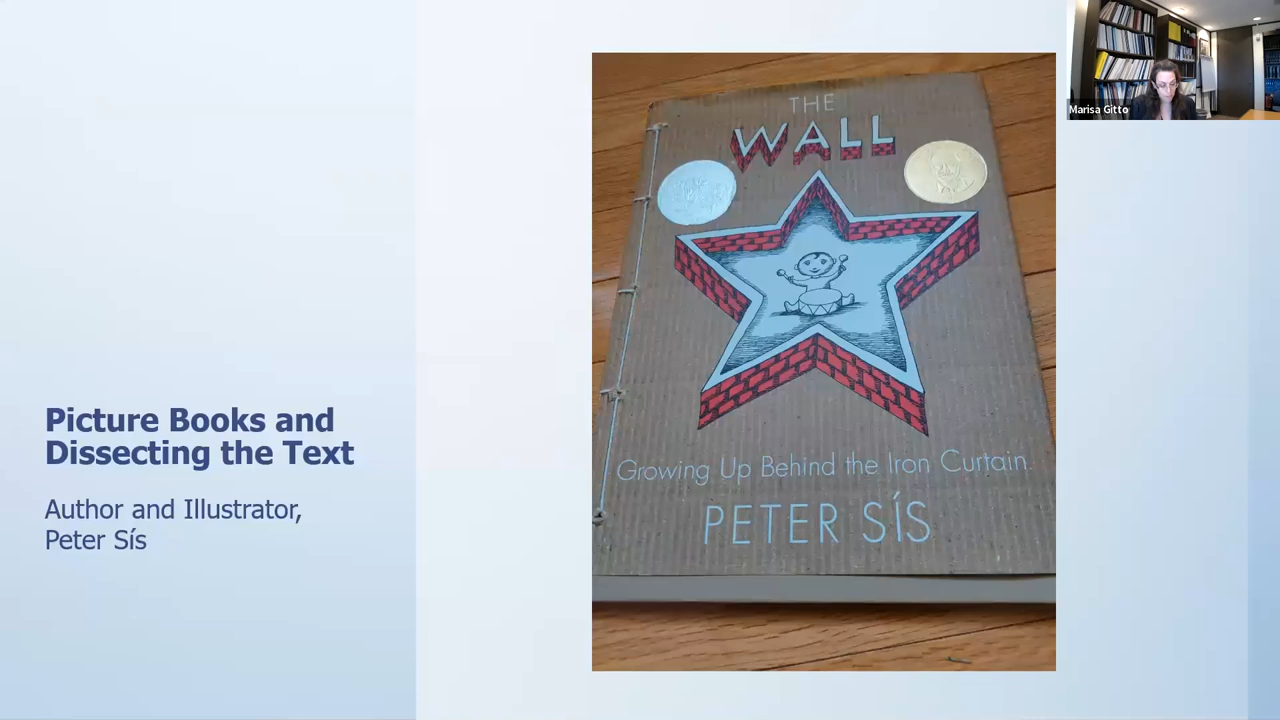 Picture Books and
Dissecting the Text
Author and Illustrator,
Peter Sís
THE
WALL
Growing Up Behind the Iron Curtain
PETER SÍS
Marisa Gitto